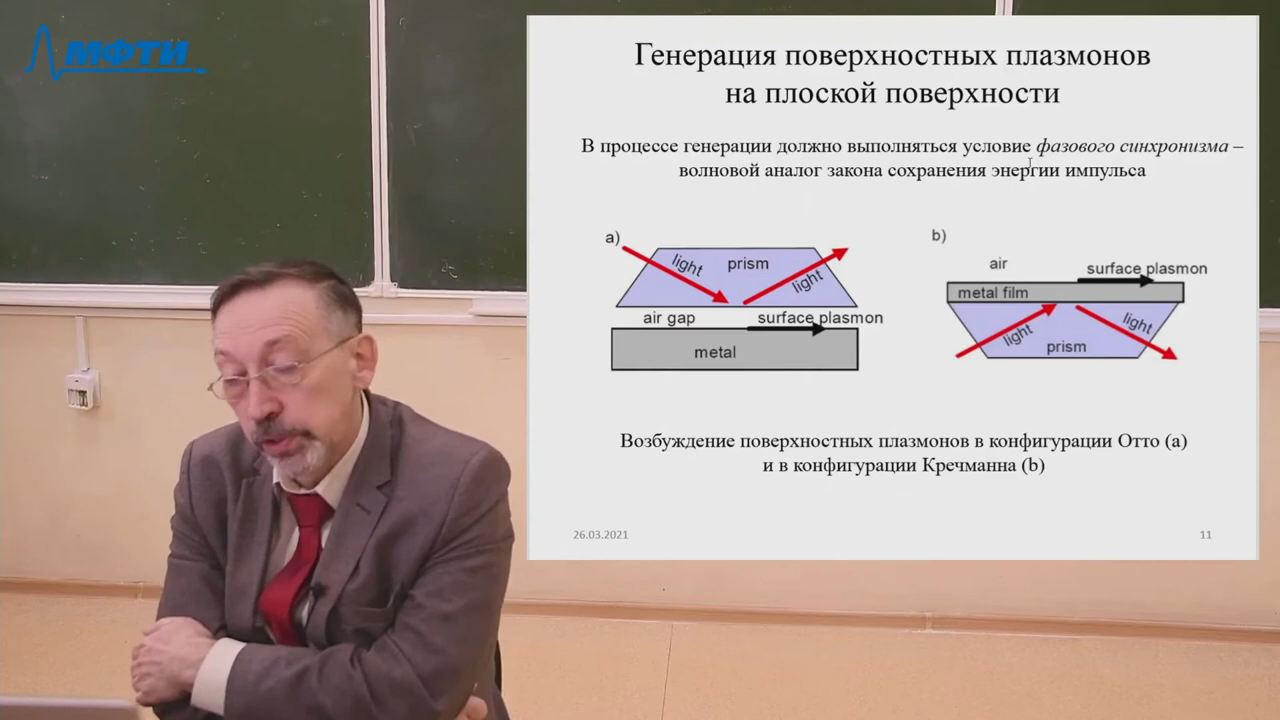 МФТИ
Генерация поверхностных плазмонов
на плоской поверхности
В процессе генерации должно выполняться условие фазового синхронизма –
волновой аналог закона сохранения энергии импульса
a)
light
prism
light
air gap
surface plasmon
metal
b)
air
surface plasmon
metal film
light
prism
light
Возбуждение поверхностных плазмонов в конфигурации Отто (a)
и в конфигурации Кречманна (b)
26.03.2021
11